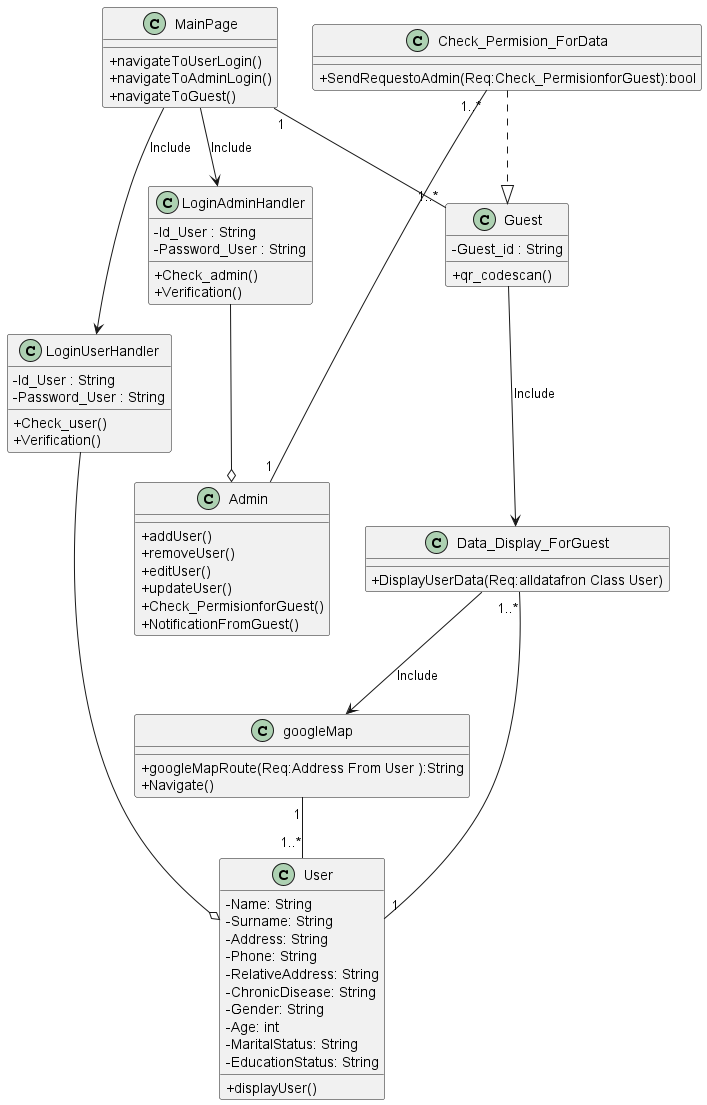 C MainPage
+navigateToUserLogin()
+navigateToAdminLogin()
+navigateToGuest()
C Check_Permision_ForData
+SendRequestoAdmin(Req:Check_PermisionforGuest):bool
1
1..*
Include
Include
1..*
C LoginAdminHandler
-Id_User : String
-Password_User : String
+Check_admin()
+Verification()
C Guest
-Guest_id : String
+qr_codescan()
C LoginUserHandler
-Id_User : String
-Password_User : String
+Check_user()
+Verification()
Include
1
C Admin
+addUser()
+removeUser()
+editUser()
+updateUser()
+Check_PermisionforGuest()
+NotificationFromGuest()
C Data_Display_ForGuest
+DisplayUserData(Req:alldatafron Class User)
1..*
Include
C googleMap
+googleMapRoute(Req:Address From User ):String
+Navigate()
1
1..*
C User
-Name: String
-Surname: String
-Address: String
-Phone: String
-RelativeAddress: String
-ChronicDisease: String
-Gender: String
-Age: int
-MaritalStatus: String
-EducationStatus: String
+displayUser()
1